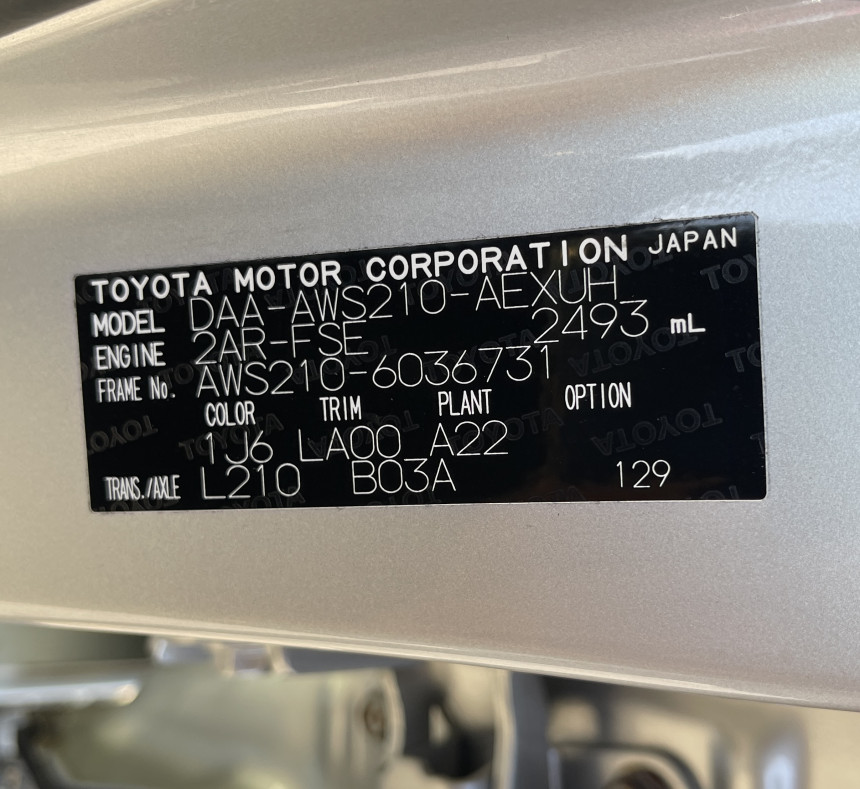 TOYOTA MOTOR CORPORATION JAPAN
MODEL DAA-AWS210-AEXUH
ENGINE 2AR-FSE 2493 mL
FRAME No. AWS210-6036731
COLOR TRIM PLANT OPTION
1J6 LA00 A22
TRANS./AXLE L210 B03A 129